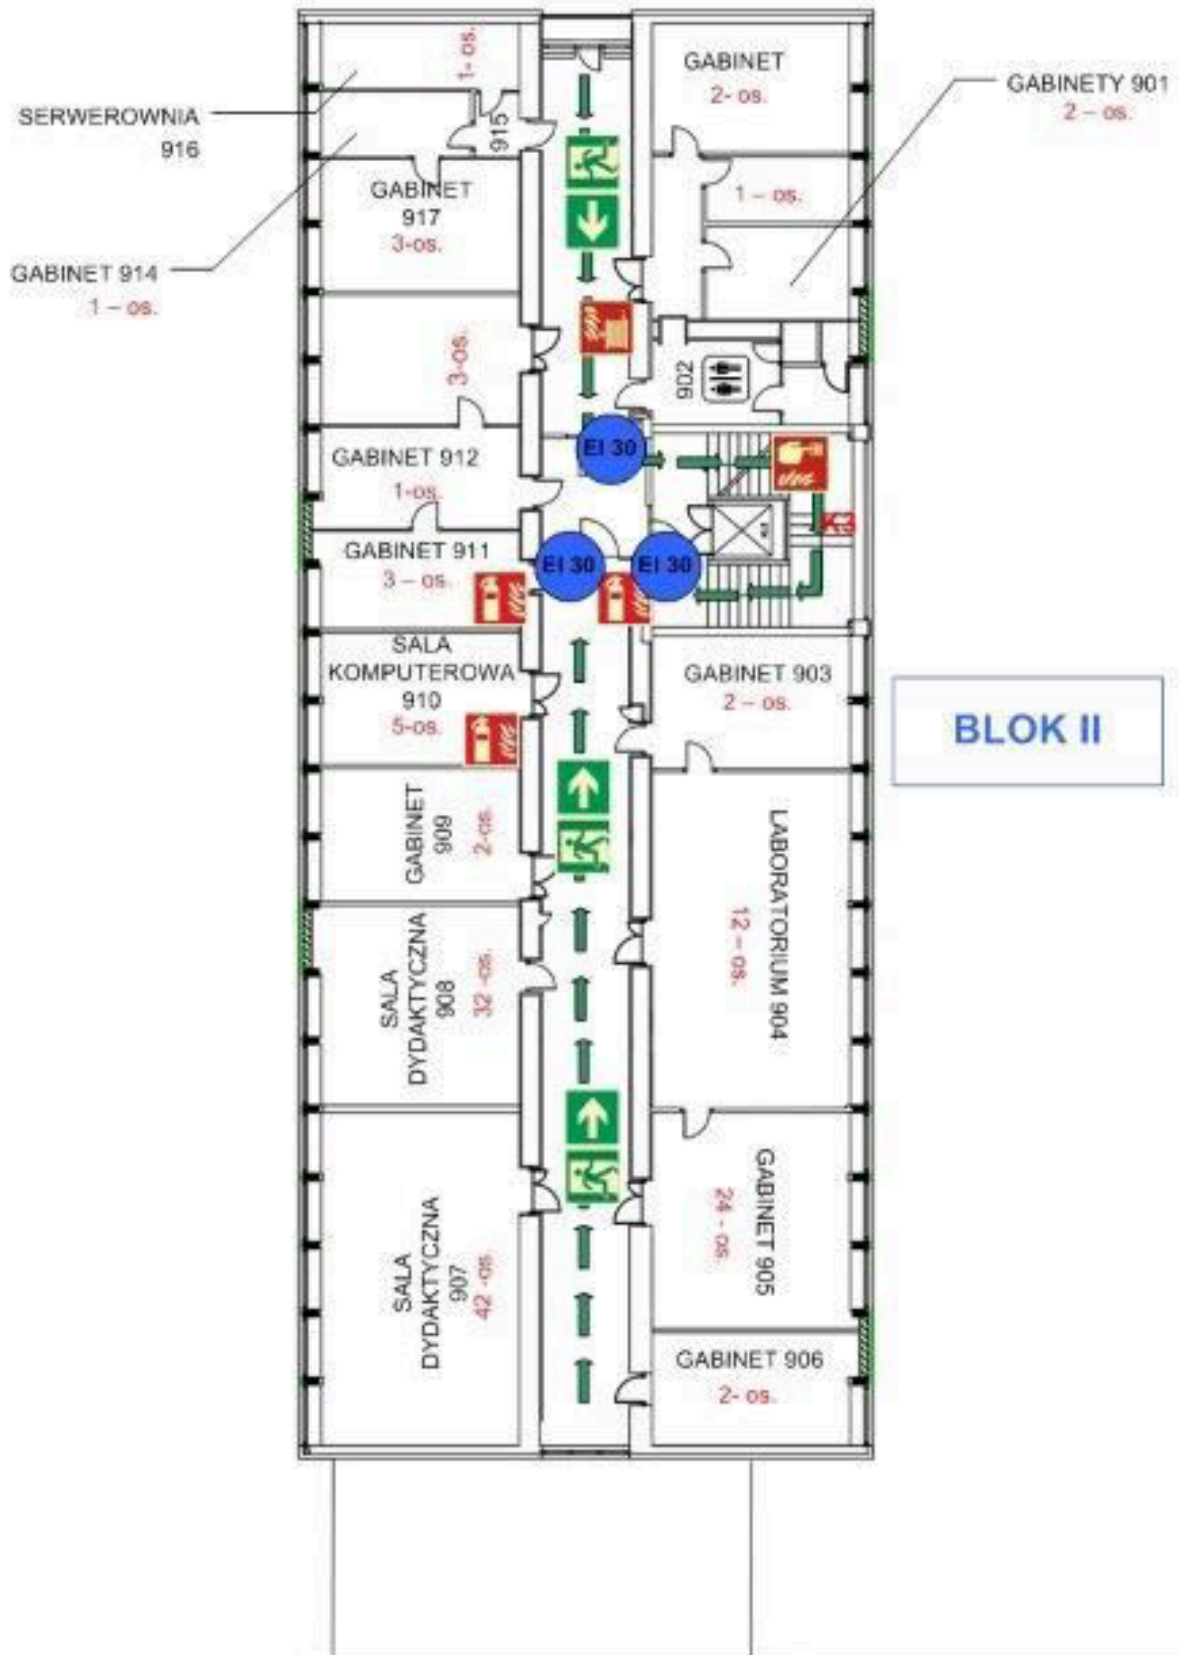 SERWEROWNIA
916
1- os.
915
GABINET
917
3-os.
GABINET 914
1 – os.
3-os.
GABINET 912
1-os.
GABINET 911
3 – os.
SALA
KOMPUTEROWA
910
5-os.
GABINET
909
2-os.
SALA
DYDAKTYCZNA
908
32 -os.
SALA
DYDAKTYCZNA
907
42 -os.
GABINET
2- os.
GABINETY 901
2 – os.
1 – os.
902
EI 30
EI 30
EI 30
GABINET 903
2 – os.
BLOK II
LABORATORIUM 904
12 – os.
GABINET 905
24 - os.
GABINET 906
2- os.